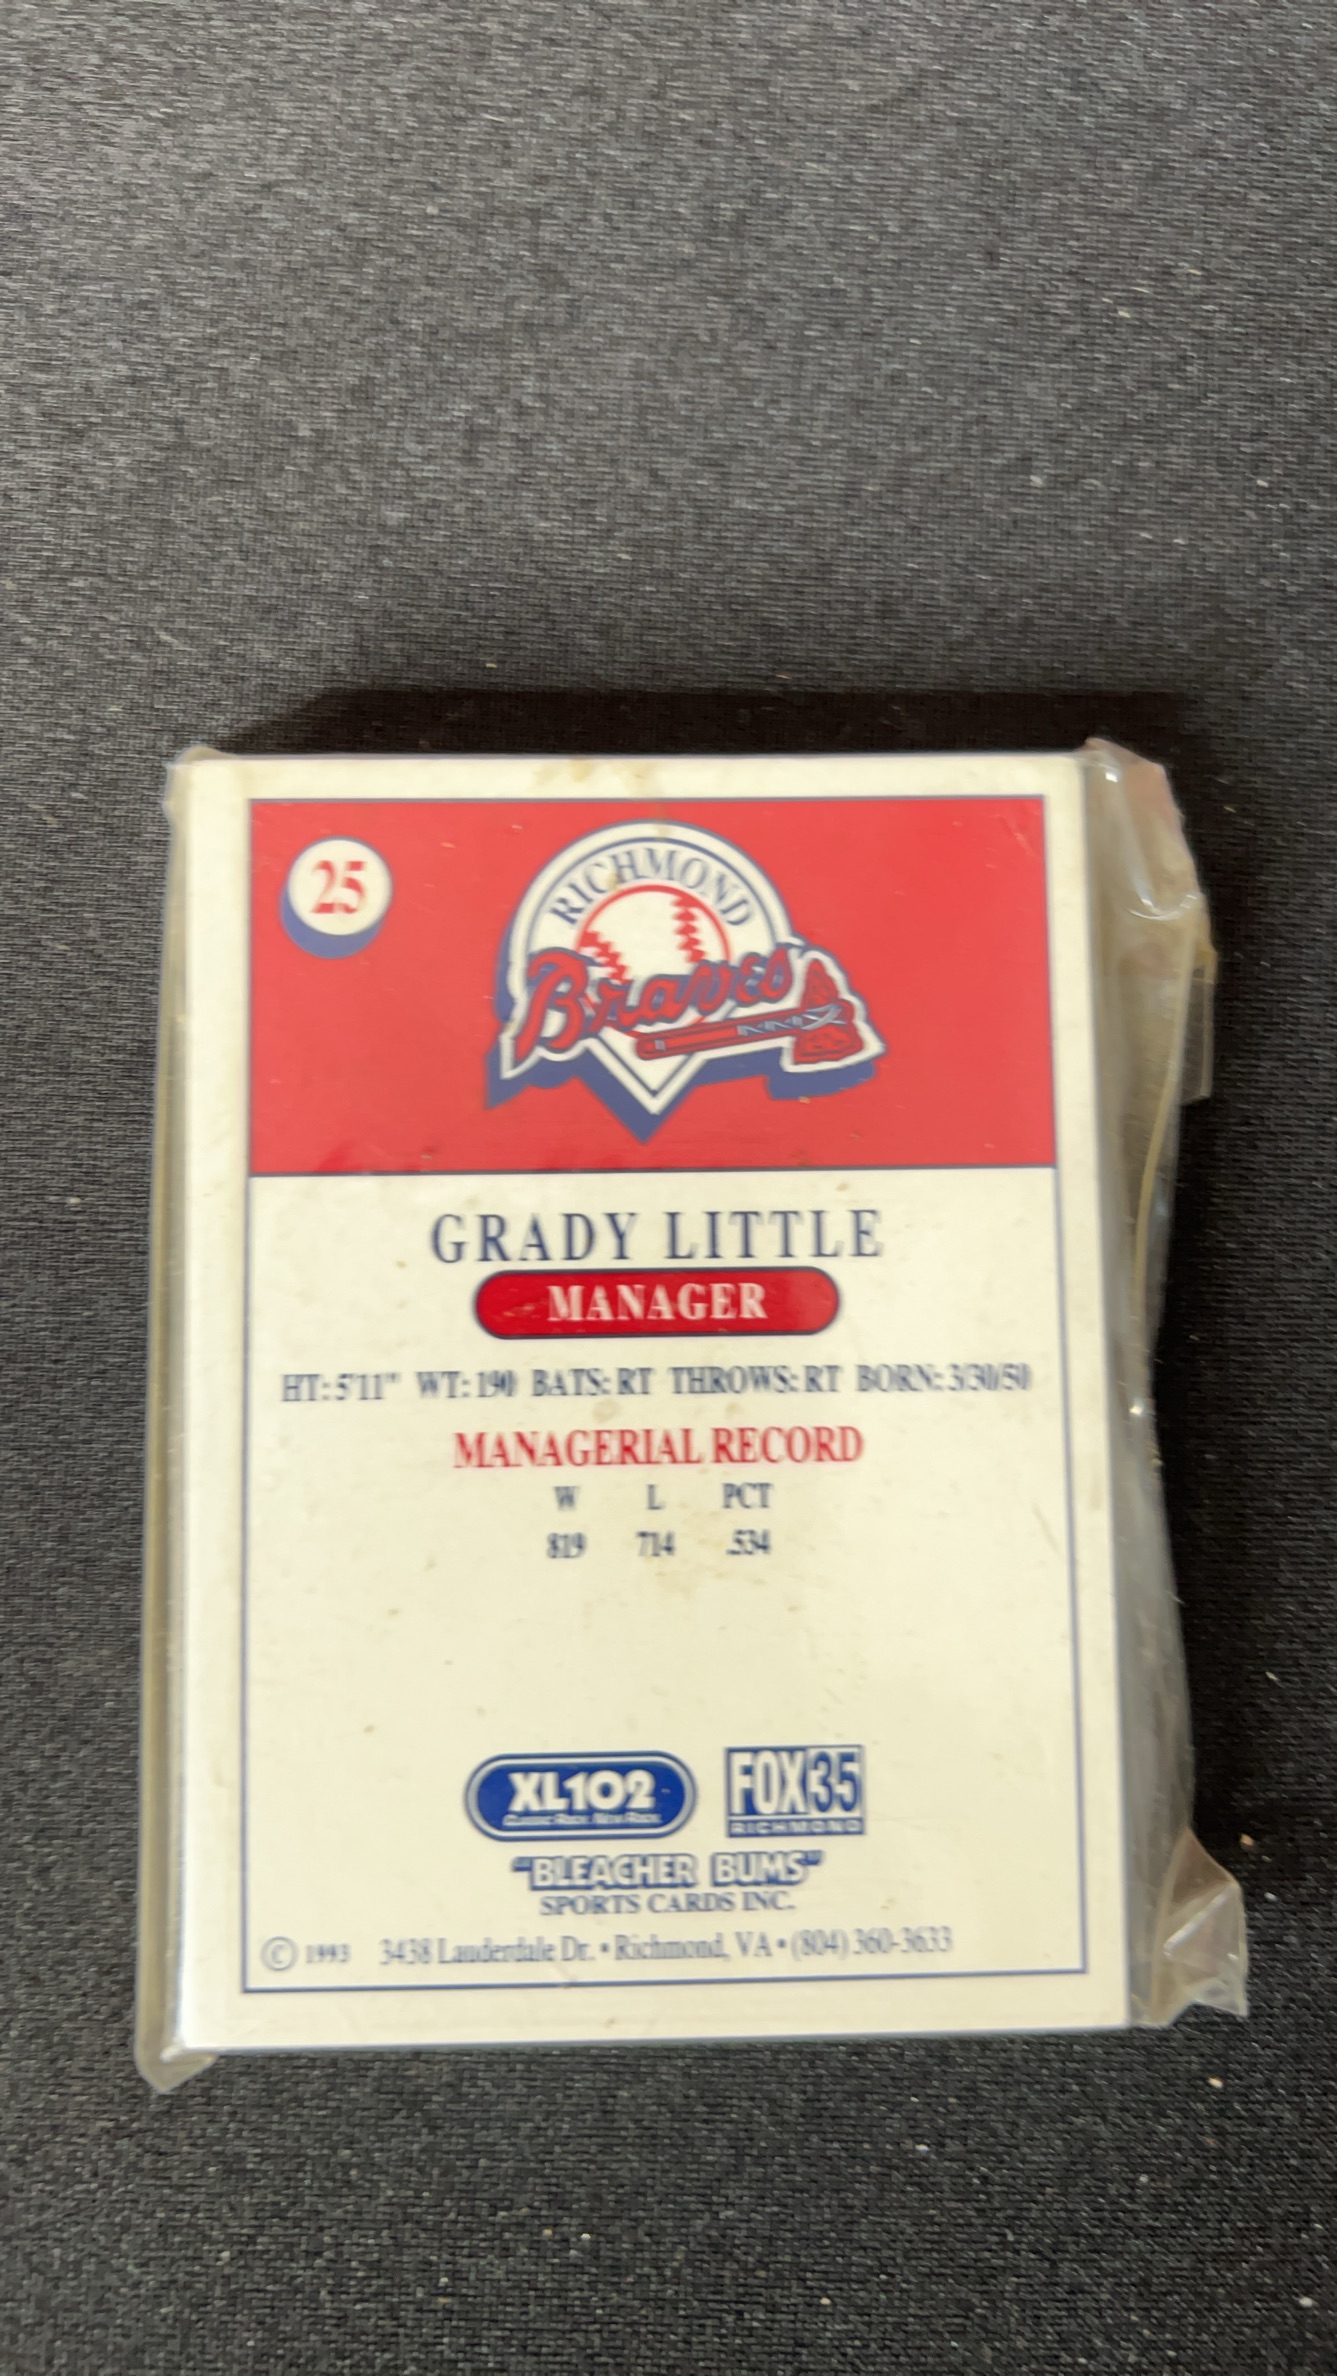 25
RICHMOND
Braves
GRADY LITTLE
MANAGER
HT: 5'11" WT: 190 BATS: RT THROWS: RT BORN: 3/30/50
MANAGERIAL RECORD
W L PCT
819 714 .534
XL102
FOX35
RICHMOND
"BLEACHER BUMS"
SPORTS CARDS INC.
© 1993 3438 Lauderdale Dr. • Richmond, VA • (804) 360-3633